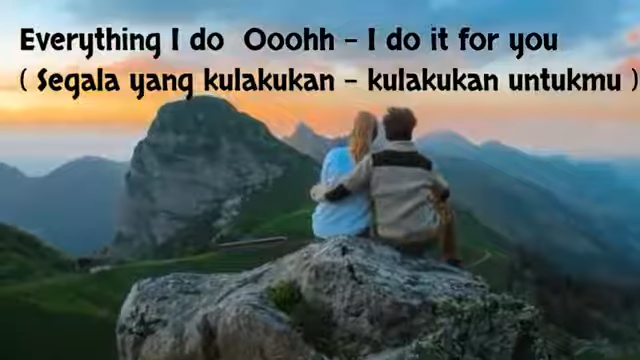 Everything I do  Ooohh - I do it for you
( Segala yang kulakukan - kulakukan untukmu )